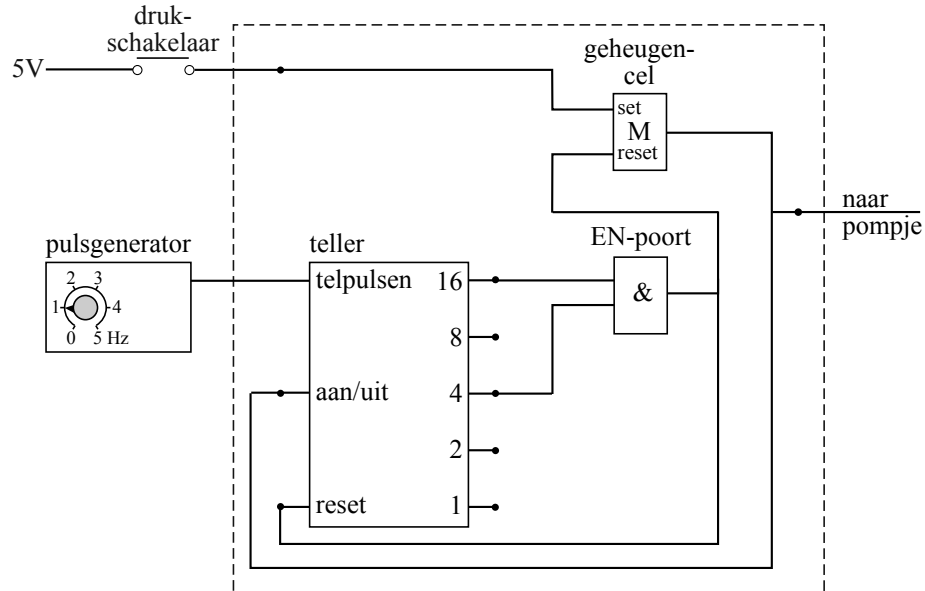 druk-
schakelaar
5V
geheugen-
cel
set
M
reset
naar
pompje
pulsgenerator
teller
EN-poort
telpulsen
16
&
2
3
1
4
0
5 Hz
8
aan/uit
4
2
reset
1